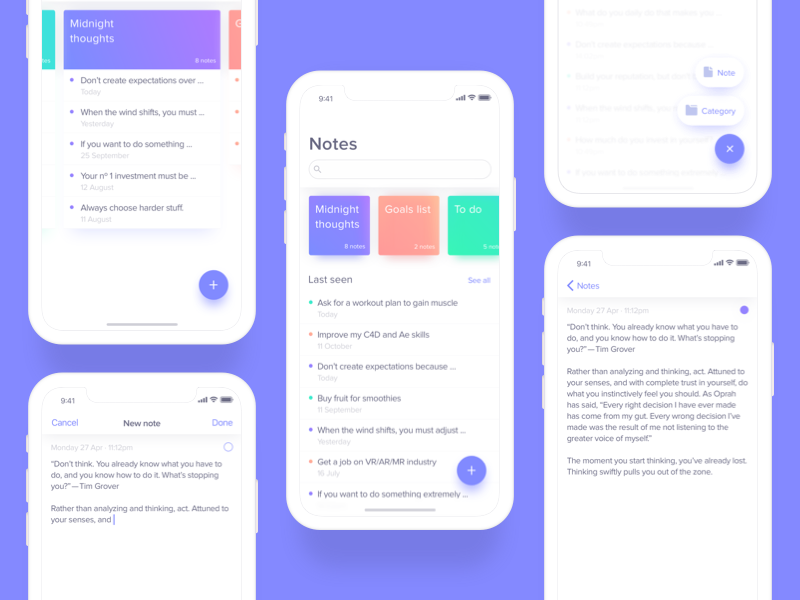 Midnight
thoughts
8 notes
G
Don't create expectations over ...
Today
When the wind shifts, you must ...
Yesterday
If you want to do something ...
25 September
Your nº 1 investment must be ...
12 August
Always choose harder stuff.
11 August
+
9:41
Cancel
New note
Done
Monday 27 Apr · 11:12pm
“Don't think. You already know what you have to
do, and you know how to do it. What's stopping
you?” — Tim Grover
Rather than analyzing and thinking, act. Attuned to
your senses, and
9:41
Notes
Midnight
thoughts
8 notes
Goals list
2 notes
To do
5 not
Last seen
See all
Ask for a workout plan to gain muscle
Today
Improve my C4D and Ae skills
11 October
Don't create expectations because ...
Today
Buy fruit for smoothies
11 September
When the wind shifts, you must adjust ...
Yesterday
Get a job on VR/AR/MR industry
16 July
If you want to do something extremely ...
+
What do you daily do that makes you ...
Don't create expectations because ...
Note
Category
×
9:41
Notes
Monday 27 Apr · 11:12pm
“Don't think. You already know what you have to
do, and you know how to do it. What's stopping
you?” — Tim Grover
Rather than analyzing and thinking, act. Attuned to
your senses, and with complete trust in yourself, do
what you instinctively feel you should. As Oprah
has said, “Every right decision I have ever made
has come from my gut. Every wrong decision I've
made was the result of me not listening to the
greater voice of myself.”
The moment you start thinking, you've already lost.
Thinking swiftly pulls you out of the zone.